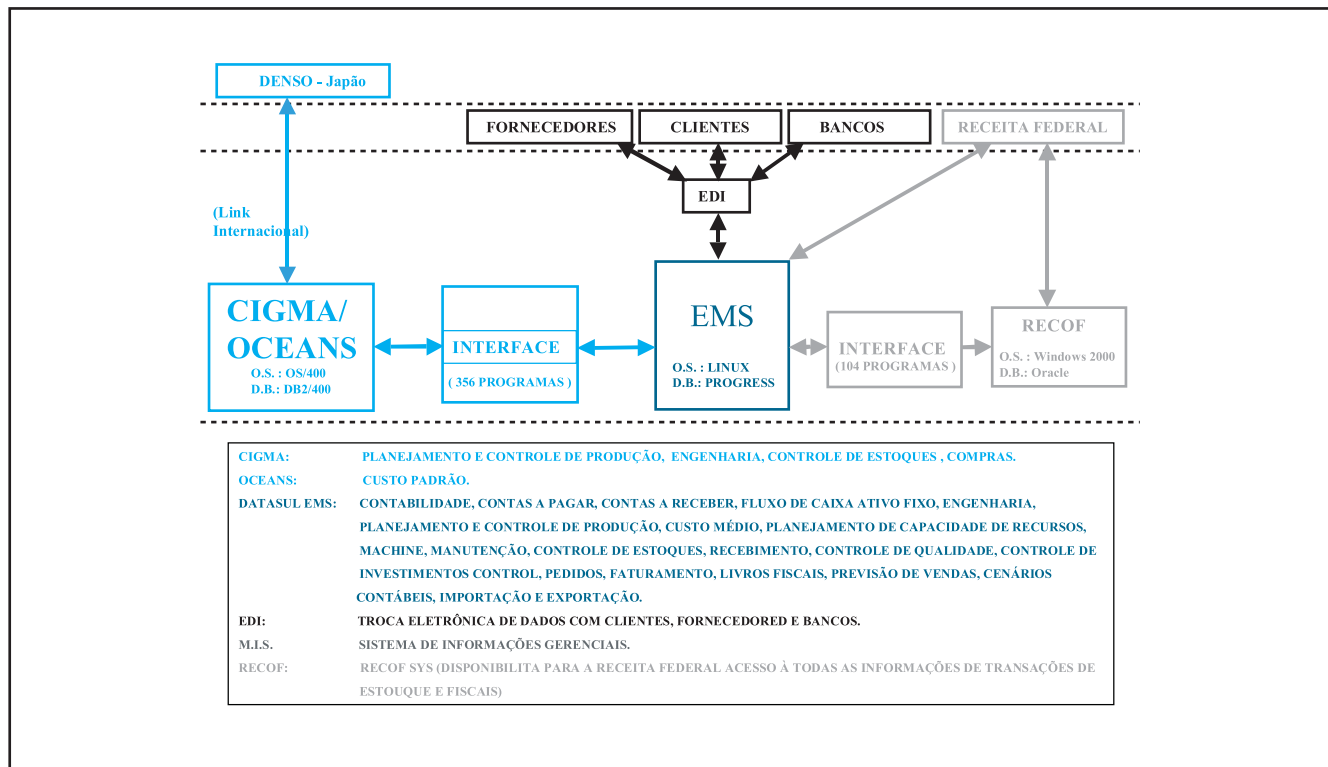 DENSO - Japão
FORNECEDORES
CLIENTES
BANCOS
RECEITA FEDERAL
EDI
(Link
Internacional)
CIGMA/
OCEANS
O.S. : OS/400
D.B.: DB2/400
INTERFACE
( 356 PROGRAMAS )
EMS
O.S. : LINUX
D.B.: PROGRESS
INTERFACE
(104 PROGRAMAS )
RECOF
O.S. : Windows 2000
D.B.: Oracle
CIGMA: PLANEJAMENTO E CONTROLE DE PRODUÇÃO, ENGENHARIA, CONTROLE DE ESTOQUES , COMPRAS.
OCEANS: CUSTO PADRÃO.
DATASUL EMS: CONTABILIDADE, CONTAS A PAGAR, CONTAS A RECEBER, FLUXO DE CAIXA ATIVO FIXO, ENGENHARIA,
PLANEJAMENTO E CONTROLE DE PRODUÇÃO, CUSTO MÉDIO, PLANEJAMENTO DE CAPACIDADE DE RECURSOS,
MACHINE, MANUTENÇÃO, CONTROLE DE ESTOQUES, RECEBIMENTO, CONTROLE DE QUALIDADE, CONTROLE DE
INVESTIMENTOS CONTROL, PEDIDOS, FATURAMENTO, LIVROS FISCAIS, PREVISÃO DE VENDAS, CENÁRIOS
CONTÁBEIS, IMPORTAÇÃO E EXPORTAÇÃO.
EDI: TROCA ELETRÔNICA DE DADOS COM CLIENTES, FORNECEDORED E BANCOS.
M.I.S. SISTEMA DE INFORMAÇÕES GERENCIAIS.
RECOF: RECOF SYS (DISPONIBILITA PARA A RECEITA FEDERAL ACESSO À TODAS AS INFORMAÇÕES DE TRANSAÇÕES DE
ESTOUQUE E FISCAIS)